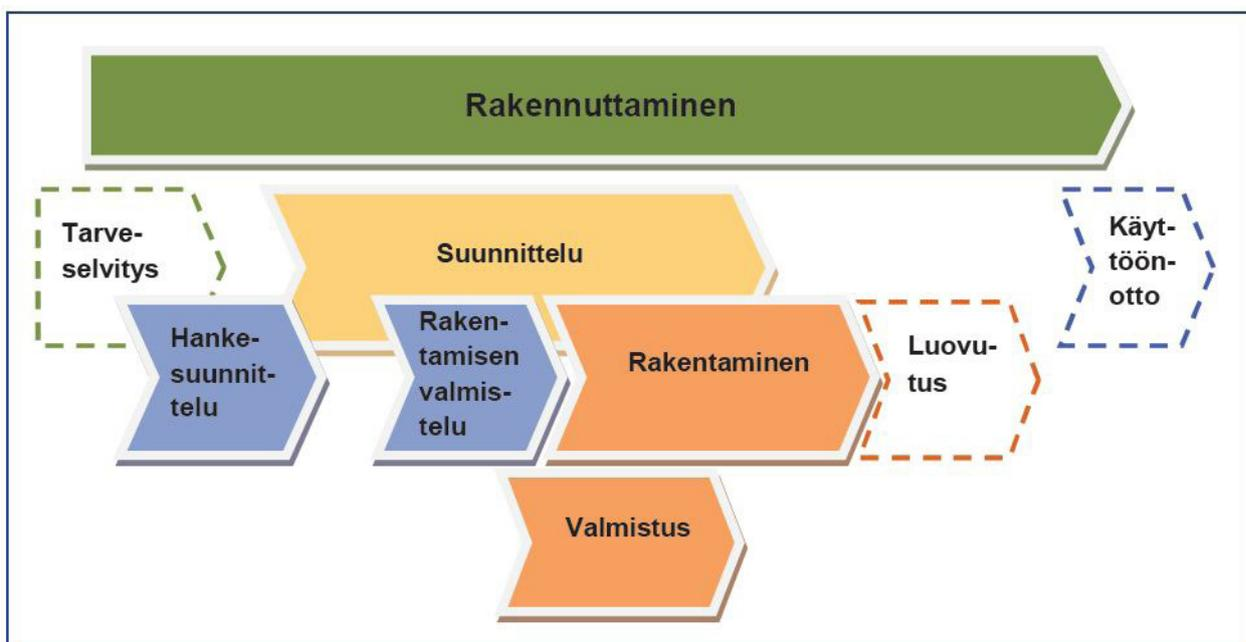 Rakennuttaminen
Tarve-
selvitys
Suunnittelu
Käyt-
töön-
otto
Hanke-
suunnit-
telu
Raken-
tamisen
valmis-
telu
Rakentaminen
Luovu-
tus
Valmistus